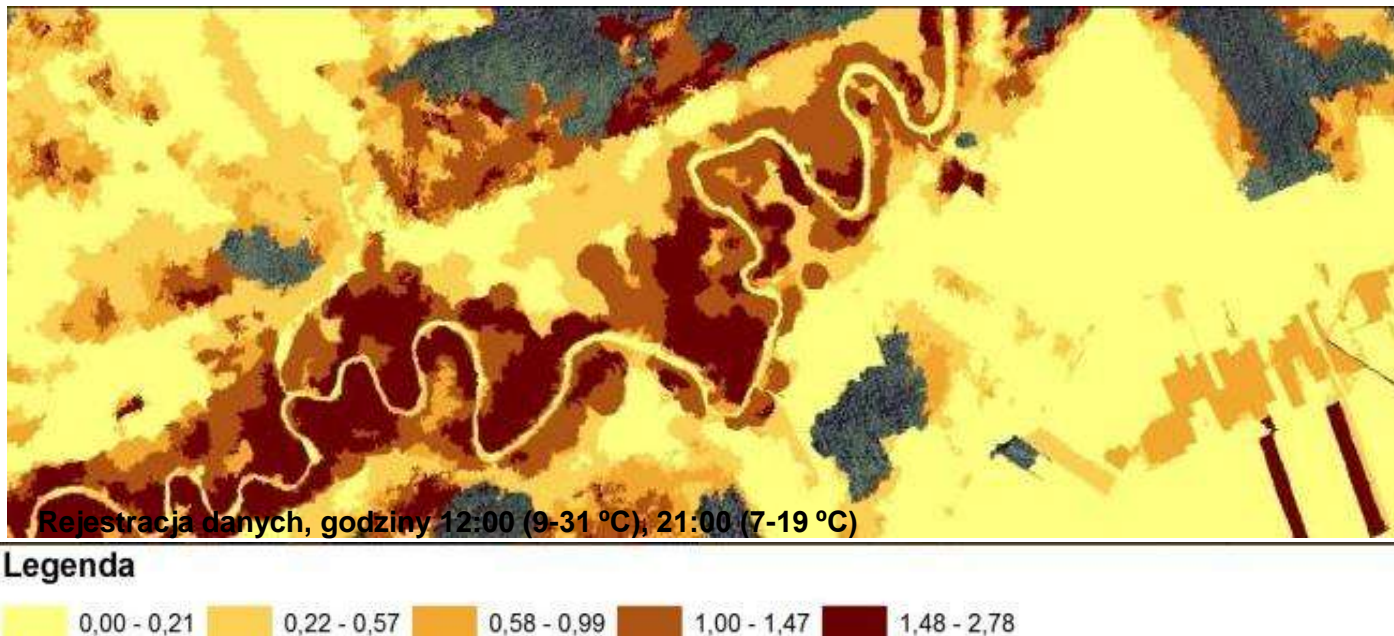 Rejestracja danych, godziny 12:00 (9-31 ºC), 21:00 (7-19 ºC)
Legenda
0,00 - 0,21 0,22 - 0,57 0,58 - 0,99 1,00 - 1,47 1,48 - 2,78